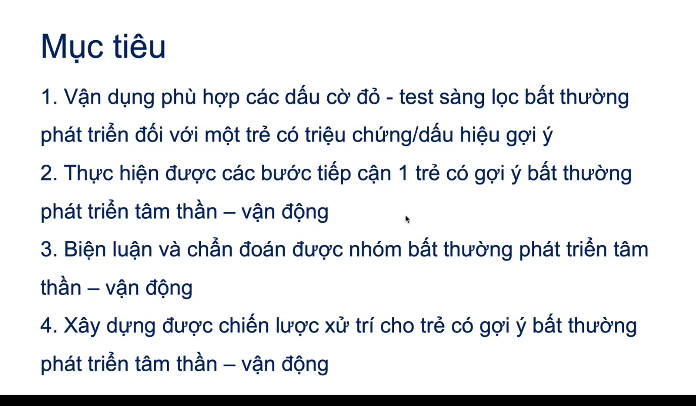 Mục tiêu
1. Vận dụng phù hợp các dấu cờ đỏ - test sàng lọc bất thường
phát triển đối với một trẻ có triệu chứng/dấu hiệu gợi ý
2. Thực hiện được các bước tiếp cận 1 trẻ có gợi ý bất thường
phát triển tâm thần – vận động
3. Biện luận và chẩn đoán được nhóm bất thường phát triển tâm
thần – vận động
4. Xây dựng được chiến lược xử trí cho trẻ có gợi ý bất thường
phát triển tâm thần – vận động